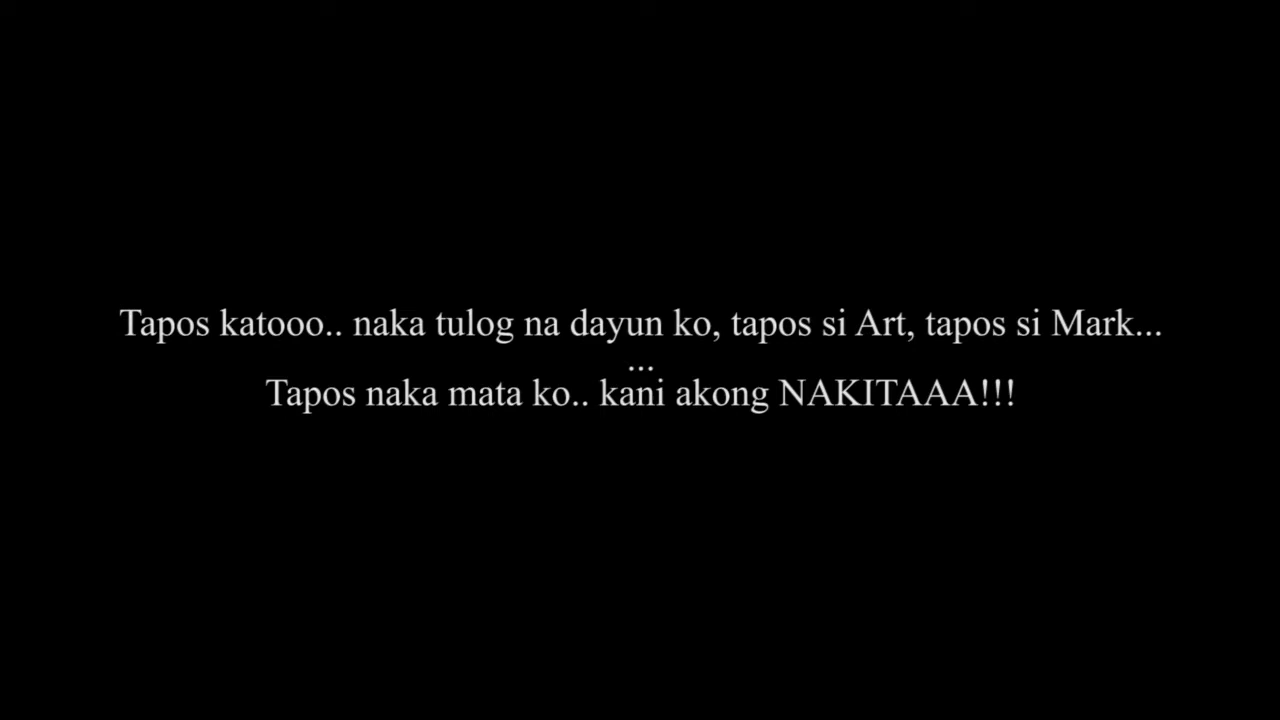 Tapos katooo.. naka tulog na dayun ko, tapos si Art, tapos si Mark...
...
Tapos naka mata ko.. kani akong NAKITAAA!!!